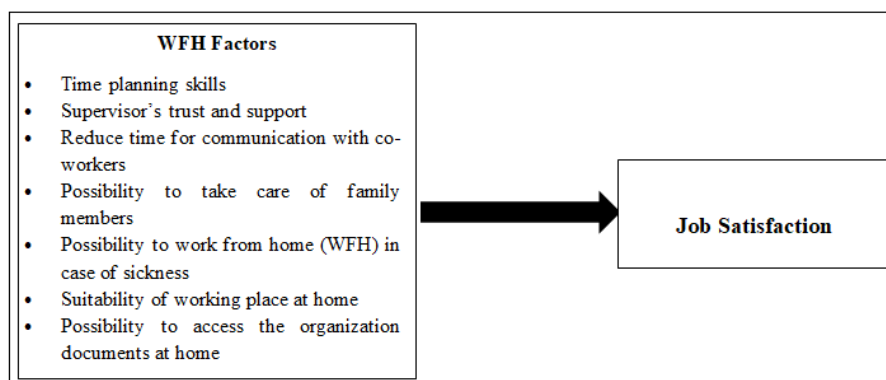 WFH Factors
• Time planning skills
• Supervisor's trust and support
• Reduce time for communication with co-
workers
• Possibility to take care of family
members
• Possibility to work from home (WFH) in
case of sickness
• Suitability of working place at home
• Possibility to access the organization
documents at home
Job Satisfaction